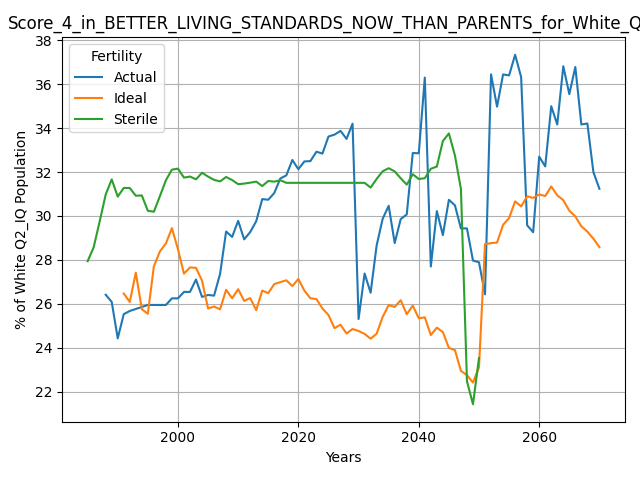 Score_4_in_BETTER_LIVING_STANDARDS_NOW_THAN_PARENTS_for_White_Q
Fertility
Actual
Ideal
Sterile
% of White Q2_IQ Population
38
36
34
32
30
28
26
24
22
2000 2020 2040 2060
Years